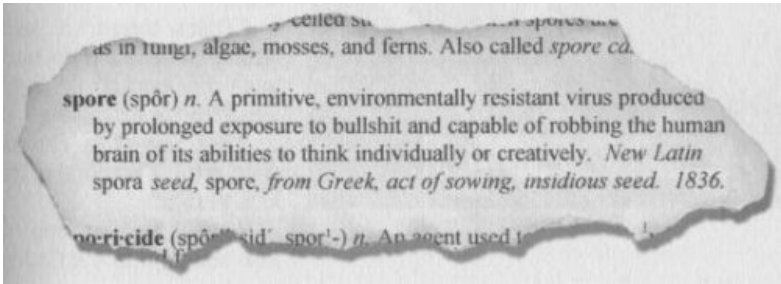 as in fungi, algae, mosses, and ferns. Also called spore ca.
spore (spôr) n. A primitive, environmentally resistant virus produced
by prolonged exposure to bullshit and capable of robbing the human
brain of its abilities to think individually or creatively. New Latin
spora seed, spore, from Greek, act of sowing, insidious seed. 1836.
An agent used